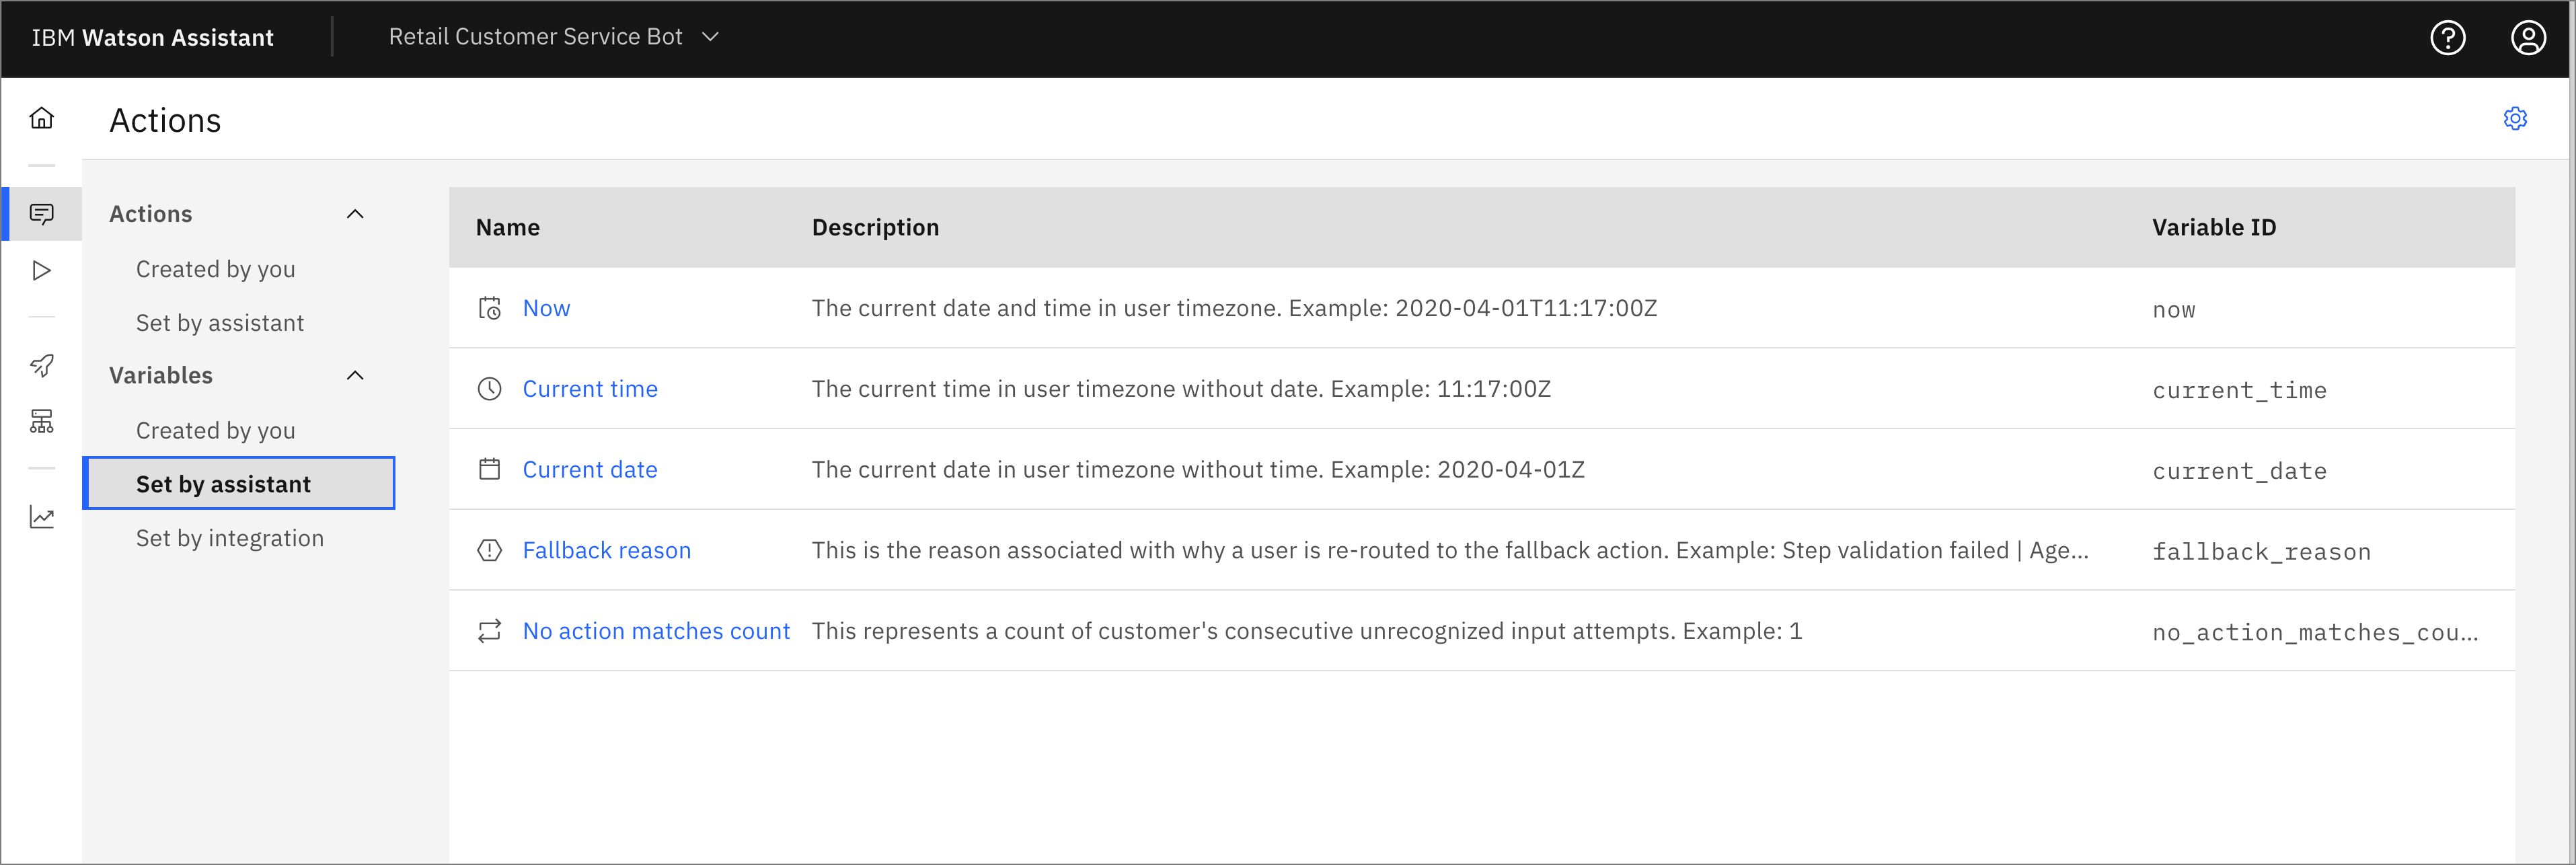 IBM Watson Assistant
Retail Customer Service Bot
Actions
Actions
Created by you
Set by assistant
Variables
Created by you
Set by assistant
Set by integration
Name Description Variable ID
Now The current date and time in user timezone. Example: 2020-04-01T11:17:00Z now
Current time The current time in user timezone without date. Example: 11:17:00Z current_time
Current date The current date in user timezone without time. Example: 2020-04-01Z current_date
Fallback reason This is the reason associated with why a user is re-routed to the fallback action. Example: Step validation failed | Age... fallback_reason
No action matches count This represents a count of customer's consecutive unrecognized input attempts. Example: 1 no_action_matches_cou...